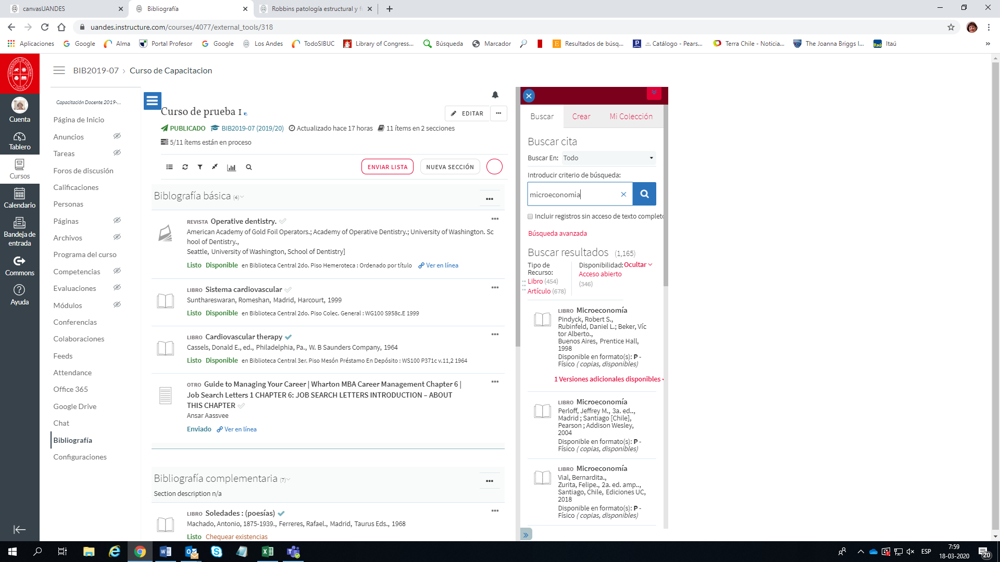 canvasUANDES
Bibliografía
Robbins patología estructural y f
uandes.instructure.com/courses/4077/external_tools/318
Aplicaciones
Google
Alma
Portal Profesor
Google
Los Andes
TodoSIBUC
Library of Congress...
Búsqueda
Marcador
Resultados de búsq...
.::. Catálogo - Pears...
Terra Chile - Noticia...
The Joanna Briggs I...
Itaú
»
BIB2019-07 › Curso de Capacitacion
Cuenta
Tablero
Cursos
Calendario
Bandeja de
entrada
Commons
Ayuda
Capacitación Docente 2019-...
Página de Inicio
Anuncios
Tareas
Foros de discusión
Calificaciones
Personas
Páginas
Archivos
Programa del curso
Competencias
Evaluaciones
Módulos
Conferencias
Colaboraciones
Feeds
Attendance
Office 365
Google Drive
Chat
Bibliografía
Configuraciones
Curso de prueba I
EDITAR
PUBLICADO BIB2019-07 (2019/20) Actualizado hace 17 horas 11 ítems en 2 secciones
5/11 ítems están en proceso
ENVIAR LISTA
NUEVA SECCIÓN
Biblografía básica (4)
REVISTA Operative dentistry.
American Academy of Gold Foil Operators.; Academy of Operative Dentistry.; University of Washington. Sc
hool of Dentistry.,
Seattle, University of Washington, School of Dentistry]
Listo Disponible en Biblioteca Central 2do. Piso Hemeroteca : Ordenado por título Ver en línea
LIBRO Sistema cardiovascular
Sunthareswaran, Romeshan, Madrid, Harcourt, 1999
Listo Disponible en Biblioteca Central 2do. Piso Colec. General : WG100 S958c.E 1999
LIBRO Cardiovascular therapy
Cassels, Donald E., ed., Philadelphia, Pa., W. B Saunders Company, 1964
Listo Disponible en Biblioteca Central 3er. Piso Mesón Préstamo En Depósito : WS100 P371c v.11,2 1964
OTRO Guide to Managing Your Career | Wharton MBA Career Management Chapter 6 |
Job Search Letters 1 CHAPTER 6: JOB SEARCH LETTERS INTRODUCTION – ABOUT
THIS CHAPTER
Ansar Aassvee
Enviado Ver en línea
Bibliografía complementaria (7)
Section description n/a
LIBRO Soledades : (poesías)
Machado, Antonio, 1875-1939., Ferreres, Rafael., Madrid, Taurus Eds., 1968
Listo Chequear existencias
Buscar
Crear
Mi Colección
Buscar cita
Buscar En: Todo
Introducir criterio de búsqueda:
microeconomia
Incluir registros sin acceso de texto completo
Búsqueda avanzada
Buscar resultados (1,165)
Tipo de
Recurso:
Libro (454)
Artículo (678)
Disponibilidad: Ocultar
Acceso abierto
(346)
LIBRO Microeconomía
Pindyck, Robert S.,
Rubinfeld, Daniel L.; Beker, Víc
tor Alberto.,
Buenos Aires, Prentice Hall,
1998
Disponible en formato(s): P -
Físico ( copias, disponibles)
1 Versiones adicionales disponibles
LIBRO Microeconomía
Perloff, Jeffrey M., 3a. ed..,
Madrid ; Santiago [Chile],
Pearson ; Addison Wesley,
2004
Disponible en formato(s): P -
Físico ( copias, disponibles)
LIBRO Microeconomía
Vial, Bernardita.,
Zurita, Felipe., 2a. ed. amp..,
Santiago, Chile, Ediciones UC,
2018
Disponible en formato(s): P -
Físico ( copias, disponibles)
ESP
7:59
18-03-2020
20